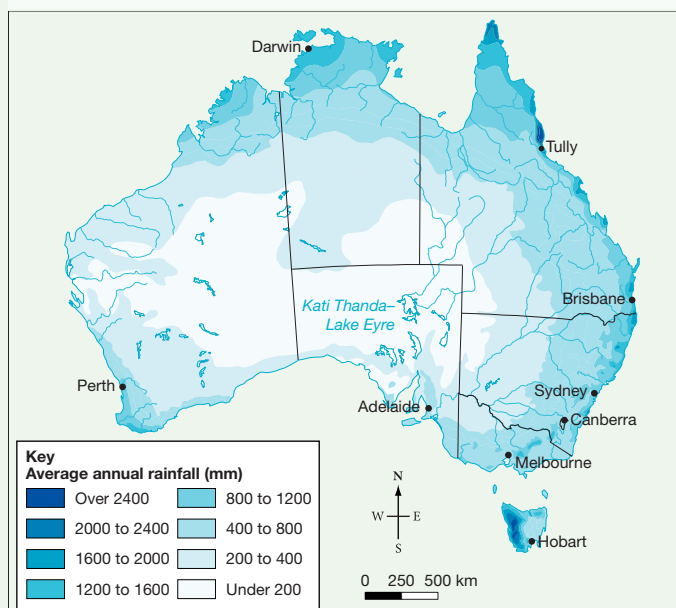 Darwin
Tully
Brisbane
Kati Thanda–
Lake Eyre
Perth
Sydney
Adelaide
Canberra
Melbourne
Hobart
Key
Average annual rainfall (mm)
Over 2400
2000 to 2400
1600 to 2000
1200 to 1600
800 to 1200
400 to 800
200 to 400
Under 200
N
W E
S
0 250 500 km